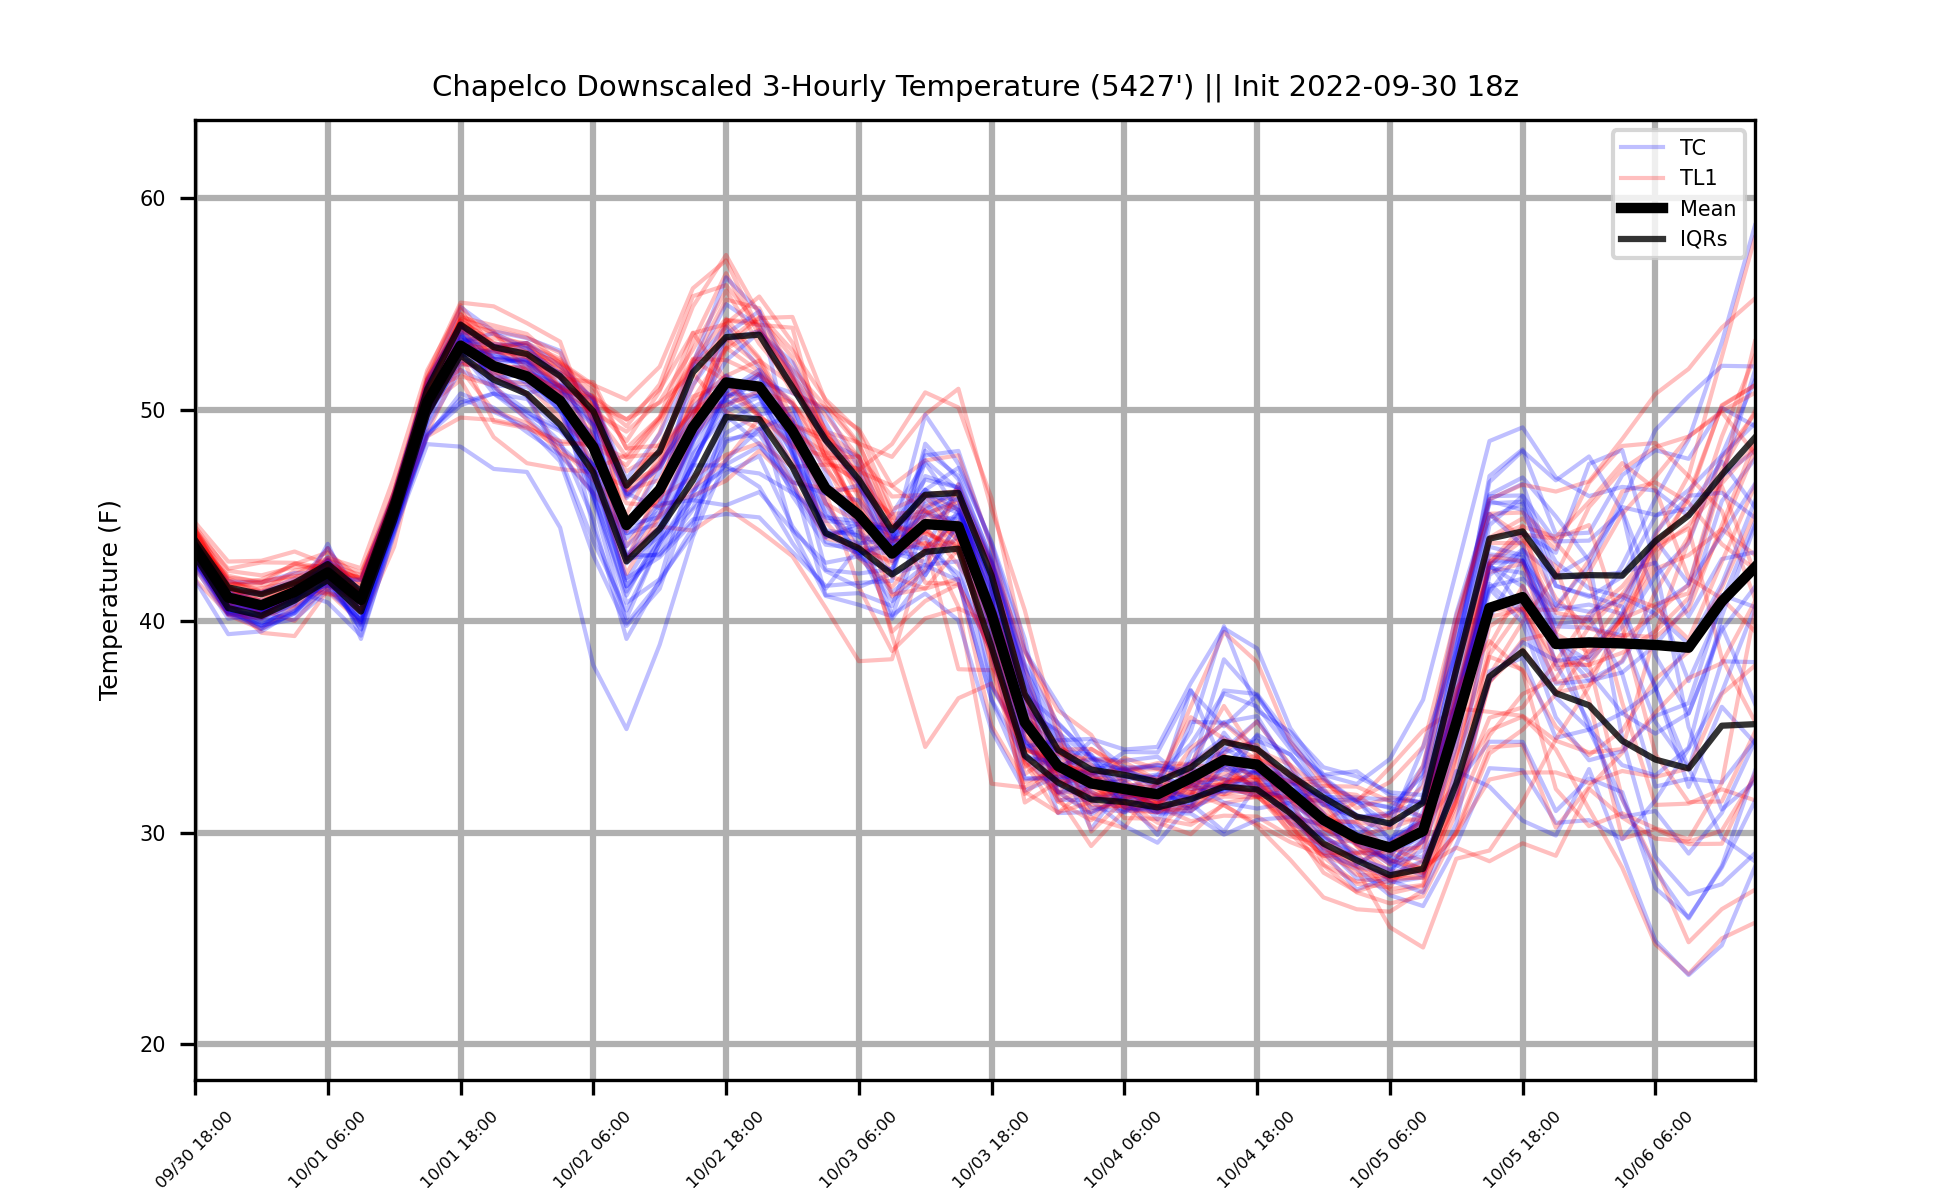 Chapelco Downscaled 3-Hourly Temperature (5427') || Init 2022-09-30 18z
TC
TL1
Mean
IQRs
Temperature (F)
60
50
40
30
20
09/30 18:00
10/01 06:00
10/01 18:00
10/02 06:00
10/02 18:00
10/03 06:00
10/03 18:00
10/04 06:00
10/04 18:00
10/05 06:00
10/05 18:00
10/06 06:00